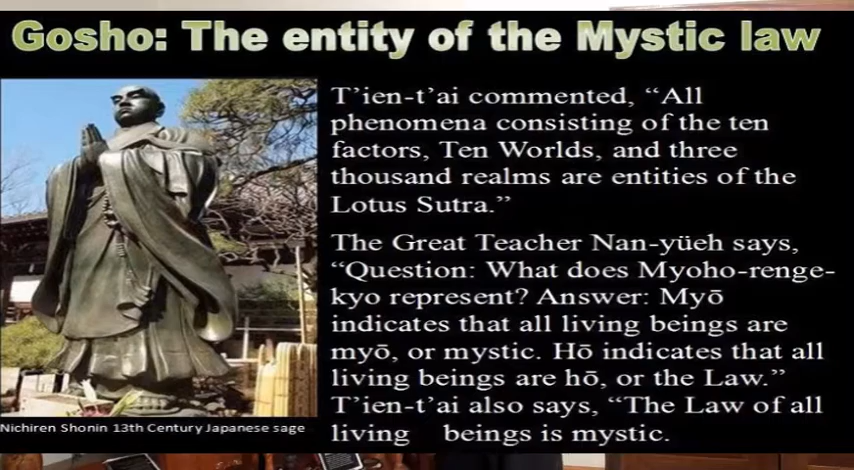 Gosho: The entity of the Mystic law
T’ien-t’ai commented, “All
phenomena consisting of the ten
factors, Ten Worlds, and three
thousand realms are entities of the
Lotus Sutra.”
The Great Teacher Nan-yüeh says,
“Question: What does Myoho-renge-
kyo represent? Answer: Myō
indicates that all living beings are
myō, or mystic. Hō indicates that all
living beings are hō, or the Law.”
T’ien-t’ai also says, “The Law of all
living beings is mystic.
Nichiren Shonin 13th Century Japanese sage